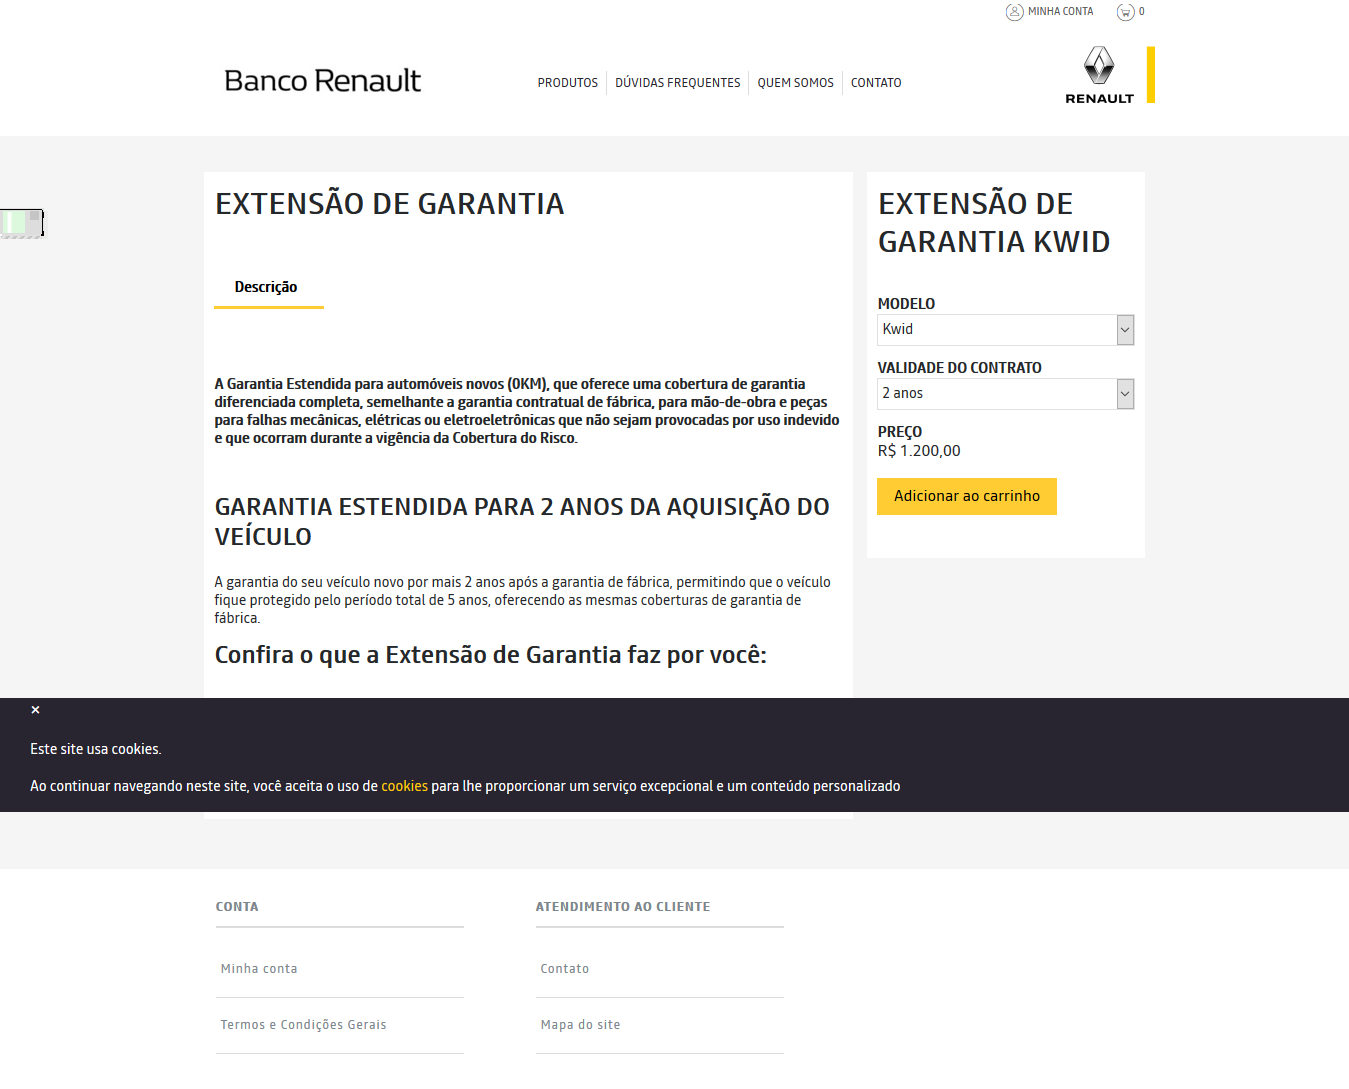 MINHA CONTA 0
Banco Renault
PRODUTOS DÚVIDAS FREQUENTES QUEM SOMOS CONTATO
RENAULT
EXTENSÃO DE GARANTIA
Descrição
A Garantia Estendida para automóveis novos (0KM), que oferece uma cobertura de garantia
diferenciada completa, semelhante a garantia contratual de fábrica, para mão-de-obra e peças
para falhas mecânicas, elétricas ou eletroeletrônicas que não sejam provocadas por uso indevido
e que ocorram durante a vigência da Cobertura do Risco.
GARANTIA ESTENDIDA PARA 2 ANOS DA AQUISIÇÃO DO
VEÍCULO
A garantia do seu veículo novo por mais 2 anos após a garantia de fábrica, permitindo que o veículo
fique protegido pelo período total de 5 anos, oferecendo as mesmas coberturas de garantia de
fábrica.
Confira o que a Extensão de Garantia faz por você:
EXTENSÃO DE
GARANTIA KWID
MODELO
Kwid
VALIDADE DO CONTRATO
2 anos
PREÇO
R$ 1.200,00
Adicionar ao carrinho
×
Este site usa cookies.
Ao continuar navegando neste site, você aceita o uso de cookies para lhe proporcionar um serviço excepcional e um conteúdo personalizado
CONTA
Minha conta
Termos e Condições Gerais
ATENDIMENTO AO CLIENTE
Contato
Mapa do site